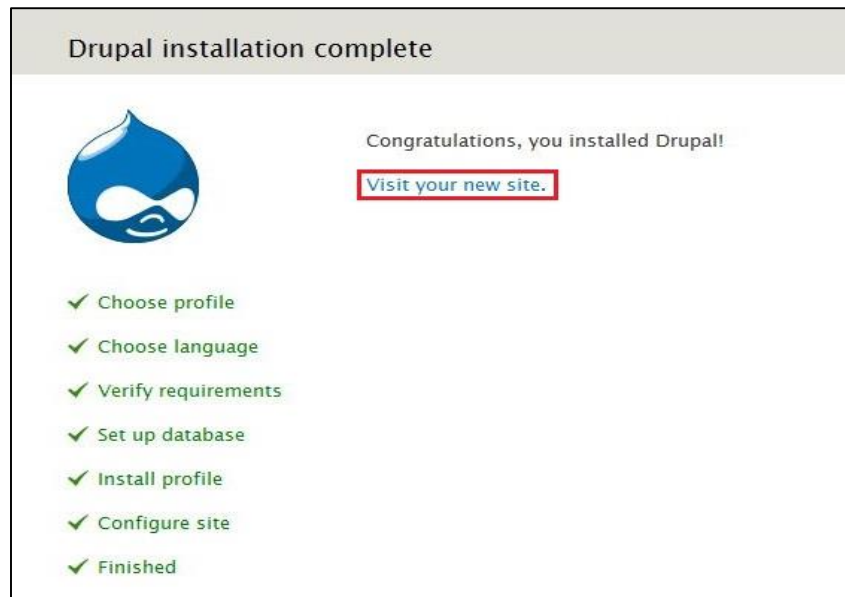 Drupal installation complete
Congratulations, you installed Drupal!
Visit your new site.
Choose profile
Choose language
Verify requirements
Set up database
Install profile
Configure site
Finished